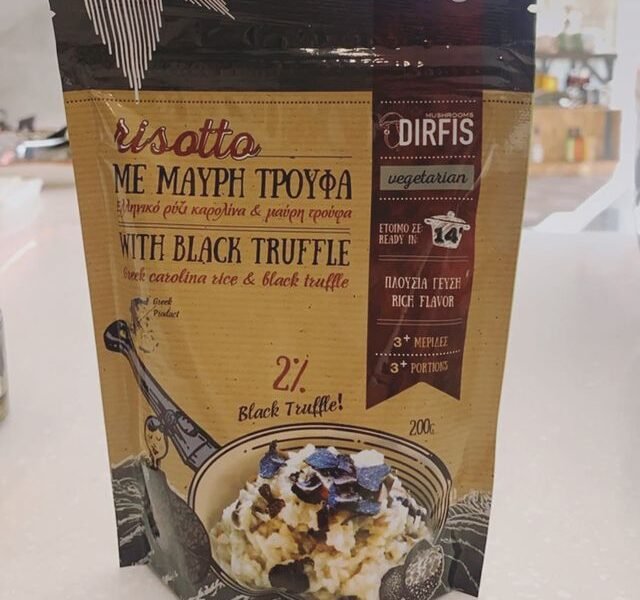 risotto
ΜΕ ΜΑΥΡΗ ΤΡΟΥΦΑ
ελληνικό ρύζι καρολίνα & μαύρη τρούφα
WITH BLACK TRUFFLE
Greek carolina rice & black truffle
Greek
Product
2%
Black Truffle!
200g
MUSHROOMS
DIRFIS
vegetarian
ΕΤΟΙΜΟ ΣΕ
READY IN
14'
ΠΛΟΥΣΙΑ ΓΕΥΣΗ
RICH FLAVOR
3+ ΜΕΡΙΔΕΣ
3+ PORTIONS